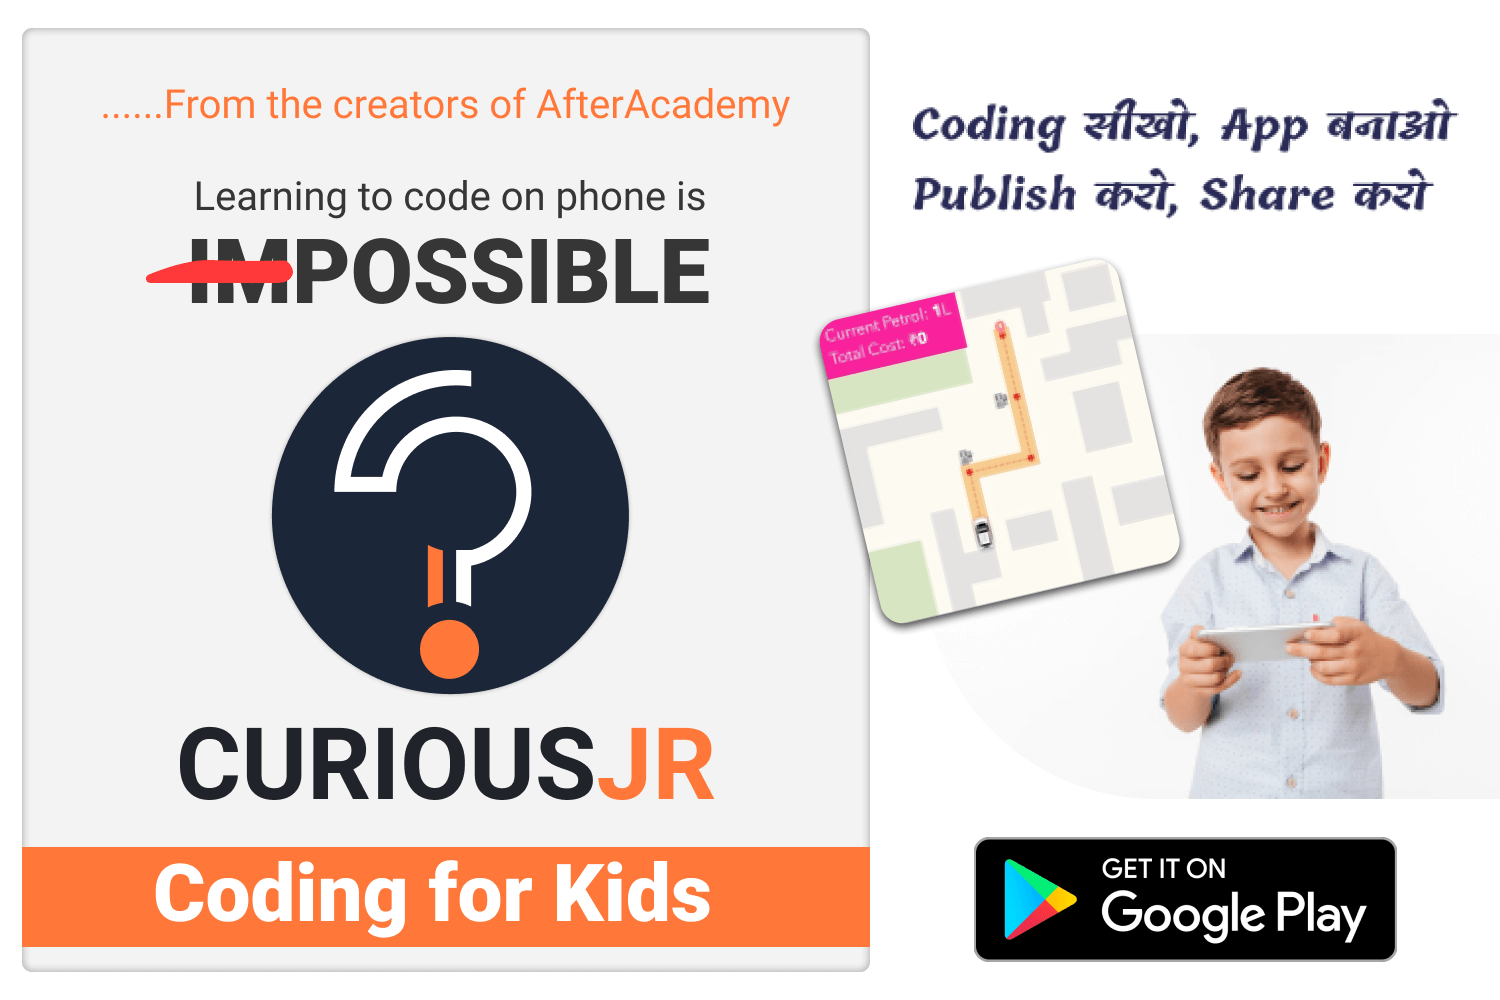 ......From the creators of AfterAcademy
Learning to code on phone is
IMPOSSIBLE
CURIOUSJR
Coding for Kids
Coding सीखो, App बनाओ
Publish करो, Share करो
Current Petrol: 1L
Total Cost: ₹0
GET IT ON
Google Play